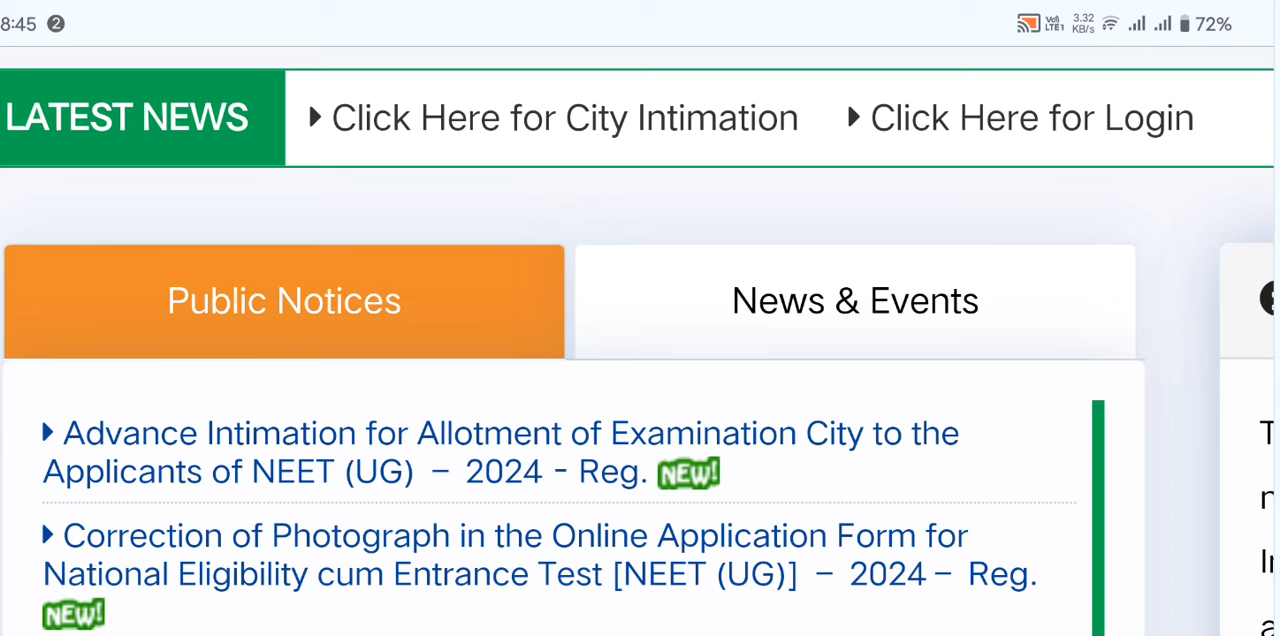 8:45 2 Vo) LTE1 3.32 KB/s 72%
LATEST NEWS Click Here for City Intimation Click Here for Login
Public Notices News & Events
Advance Intimation for Allotment of Examination City to the
Applicants of NEET (UG) – 2024 - Reg. NEW!
Correction of Photograph in the Online Application Form for
National Eligibility cum Entrance Test [NEET (UG)] – 2024 – Reg.
NEW!